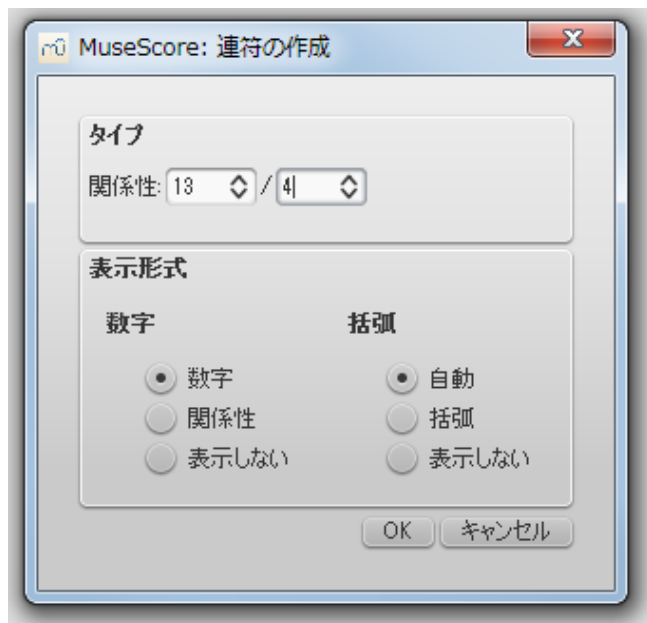 MuseScore: 連符の作成
タイプ
関係性: 13 / 4
表示形式
数字 括弧
数字 自動
関係性 括弧
表示しない 表示しない
OK キャンセル